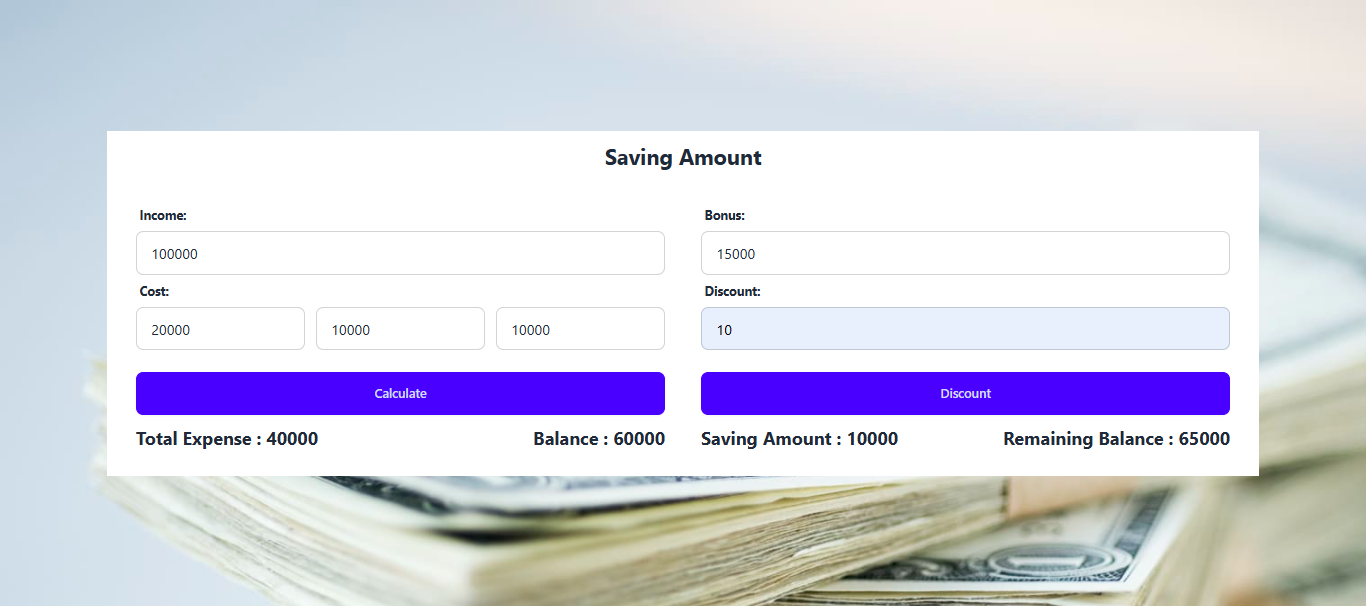 Saving Amount
Income:
100000
Bonus:
15000
Cost:
20000 10000 10000
Discount:
10
Calculate
Discount
Total Expense : 40000
Balance : 60000
Saving Amount : 10000
Remaining Balance : 65000